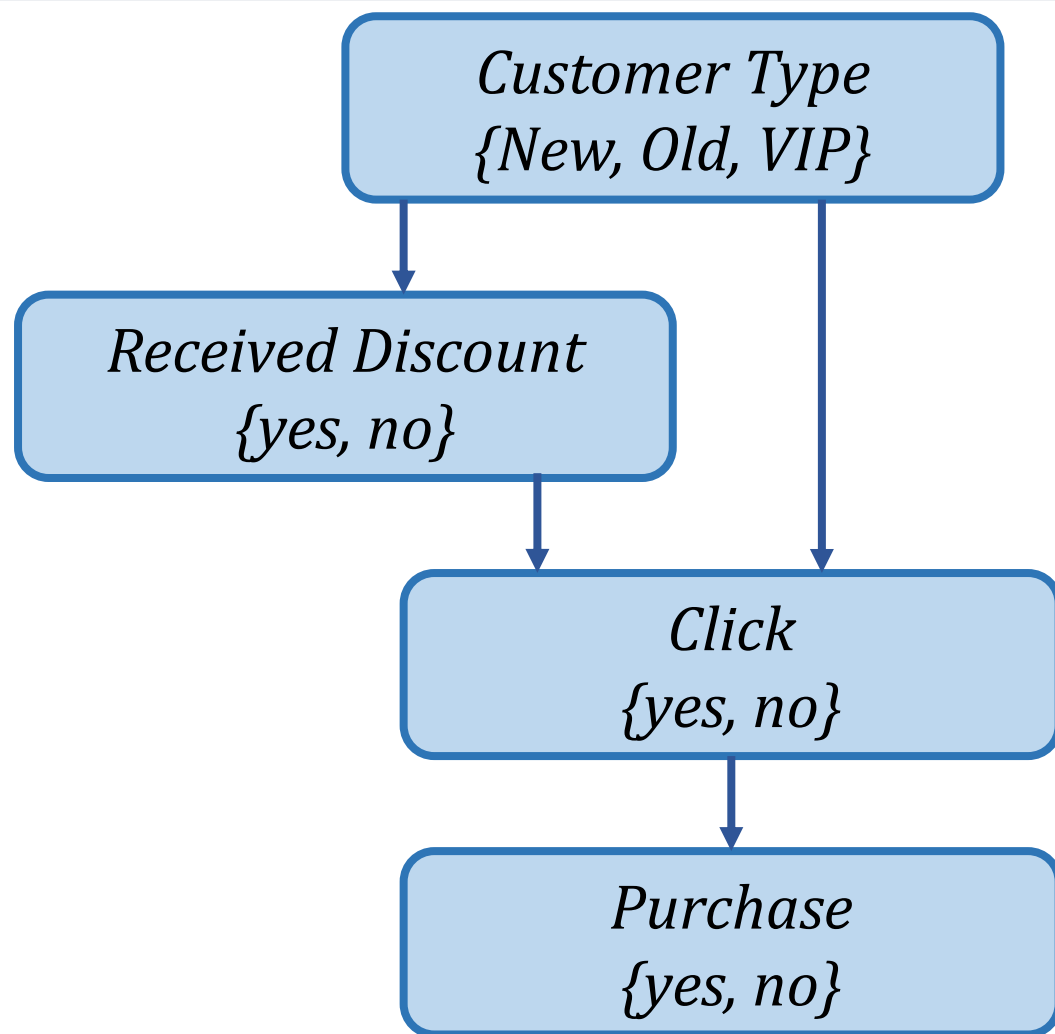 Customer Type
{New, Old, VIP}
Received Discount
{yes, no}
Click
{yes, no}
Purchase
{yes, no}